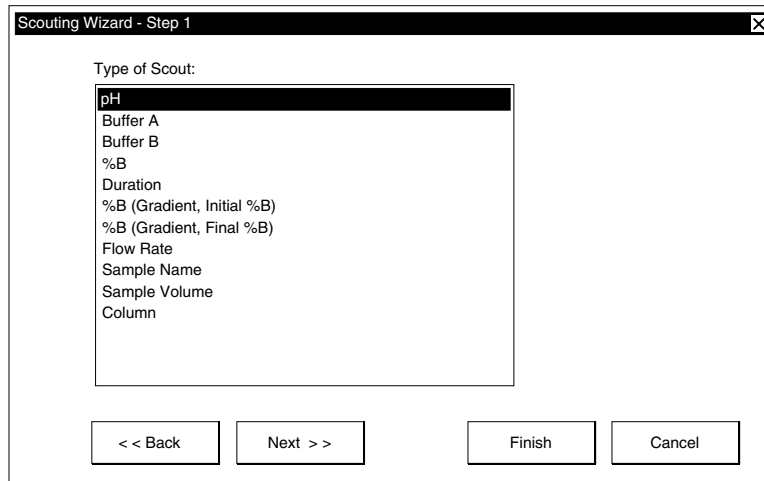 Scouting Wizard - Step 1
Type of Scout:
pH
Buffer A
Buffer B
%B
Duration
%B (Gradient, Initial %B)
%B (Gradient, Final %B)
Flow Rate
Sample Name
Sample Volume
Column
< < Back Next > > Finish Cancel